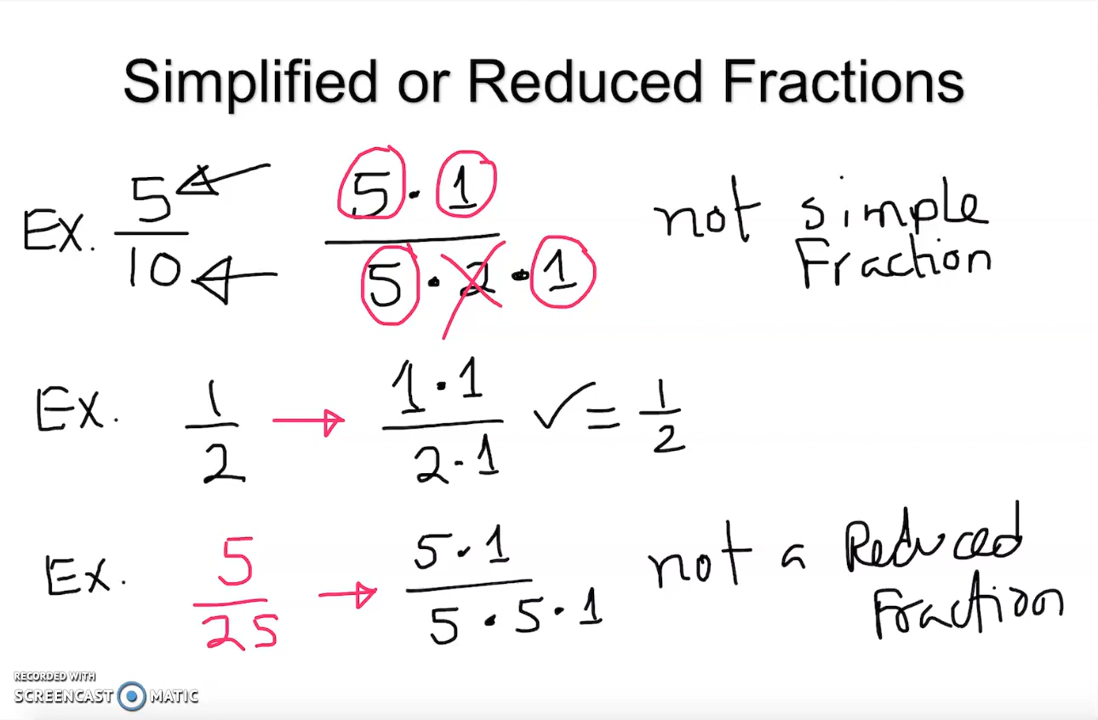 Simplified or Reduced Fractions
Ex. 5/10 5·1/5·2·1 not simple
Fraction
Ex. 1/2 → 1·1/2·1 ✓ = 1/2
Ex. 5/25 → 5·1/5·5·1 not a Reduced
Fraction
RECORDED WITH
SCREENCAST MATIC